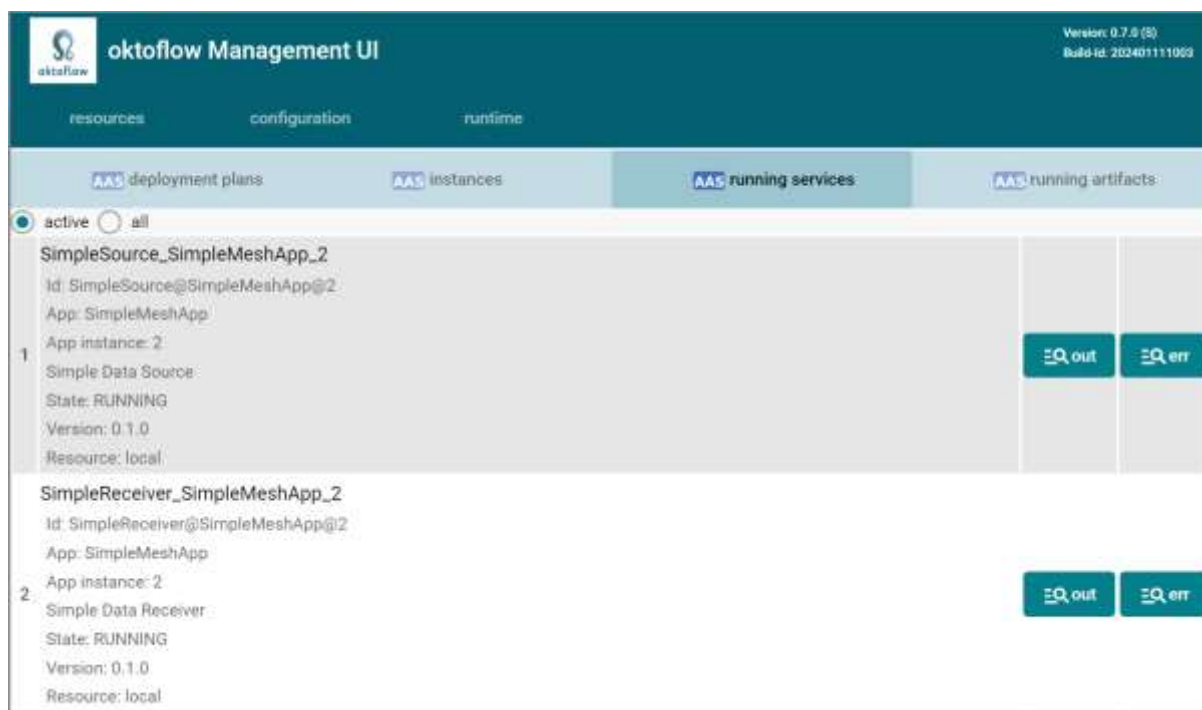 oktoflow
oktoflow Management UI
Version: 0.7.0 (S)
Build-Id: 202401111003
resources configuration runtime
AAS deployment plans AAS instances AAS running services AAS running artifacts
active all
SimpleSource_SimpleMeshApp_2
Id: SimpleSource@SimpleMeshApp@2
App: SimpleMeshApp
App instance: 2
1 out err
Simple Data Source
State: RUNNING
Version: 0.1.0
Resource: local
SimpleReceiver_SimpleMeshApp_2
Id: SimpleReceiver@SimpleMeshApp@2
App: SimpleMeshApp
App instance: 2
2 out err
Simple Data Receiver
State: RUNNING
Version: 0.1.0
Resource: local